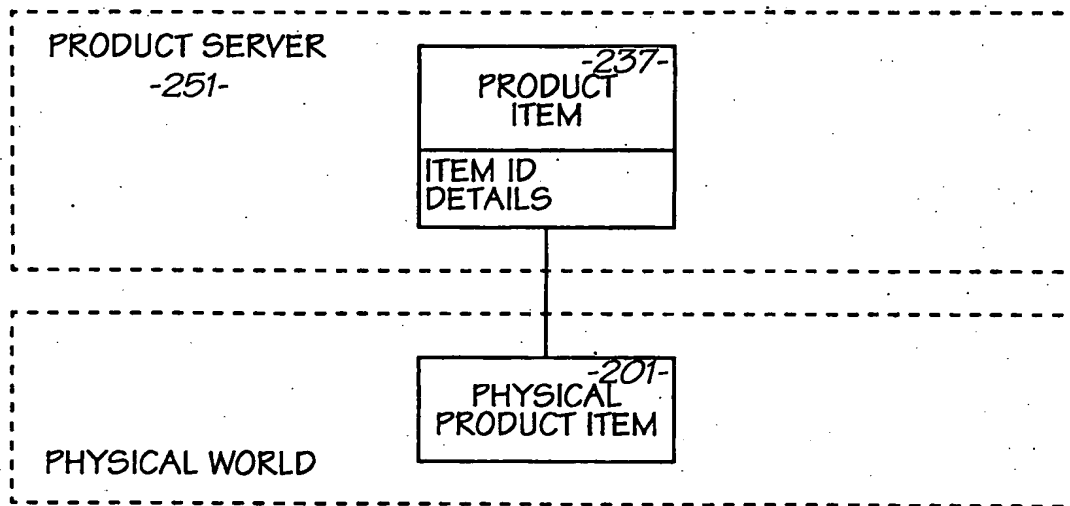 PRODUCT SERVER
-251-
-237-
PRODUCT
ITEM
ITEM ID
DETAILS
-201-
PHYSICAL
PRODUCT ITEM
PHYSICAL WORLD